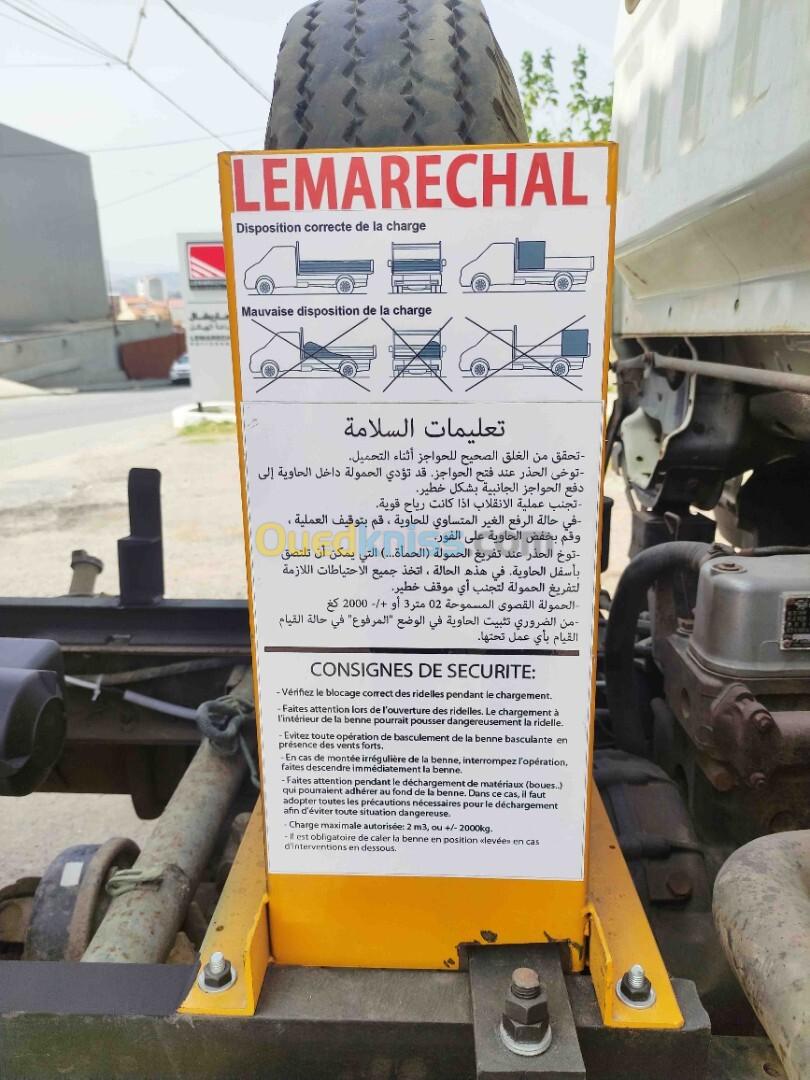 LEMARECHAL
Disposition correcte de la charge
Mauvaise disposition de la charge
تعليمات السلامة
-تحقق من الغلق الصحيح للحواجز أثناء التحميل.
-توخى الحذر عند فتح الحواجز. قد تؤدي الحمولة داخل الحاوية إلى
دفع الحواجز الجانبية بشكل خطير.
-تجنب عملية الانقلاب اذا كانت رياح قوية.
-في حالة الرفع الغير المتساوي للحاوية ، قم بتوقيف العملية ،
وقم بخفض الحاوية على الفور.
-توخ الحذر عند تفريغ الحمولة (الحمأة...) التي يمكن أن تلتصق
بأسفل الحاوية. في هذه الحالة ، اتخذ جميع الاحتياطات اللازمة
لتفريغ الحمولة لتجنب أي موقف خطير.
-الحمولة القصوى المسموحة 02 متر3 أو +/- 2000 كغ
-من الضروري تثبيت الحاوية في الوضع "المرفوع" في حالة القيام
القيام بأي عمل تحتها.
CONSIGNES DE SECURITE:
- Vérifiez le blocage correct des ridelles pendant le chargement.
- Faites attention lors de l'ouverture des ridelles. Le chargement à
l'intérieur de la benne pourrait pousser dangereusement la ridelle.
- Evitez toute opération de basculement de la benne basculante en
présence des vents forts.
- En cas de montée irrégulière de la benne, interrompez l'opération,
faites descendre immédiatement la benne.
- Faites attention pendant le déchargement de matériaux (boues..)
qui pourraient adhérer au fond de la benne. Dans ce cas, il faut
adopter toutes les précautions nécessaires pour le déchargement
afin d'éviter toute situation dangereuse.
- Charge maximale autorisée: 2 m3, ou +/- 2000kg.
- Il est obligatoire de caler la benne en position «levée» en cas
d'interventions en dessous.
Ouedkniss.com